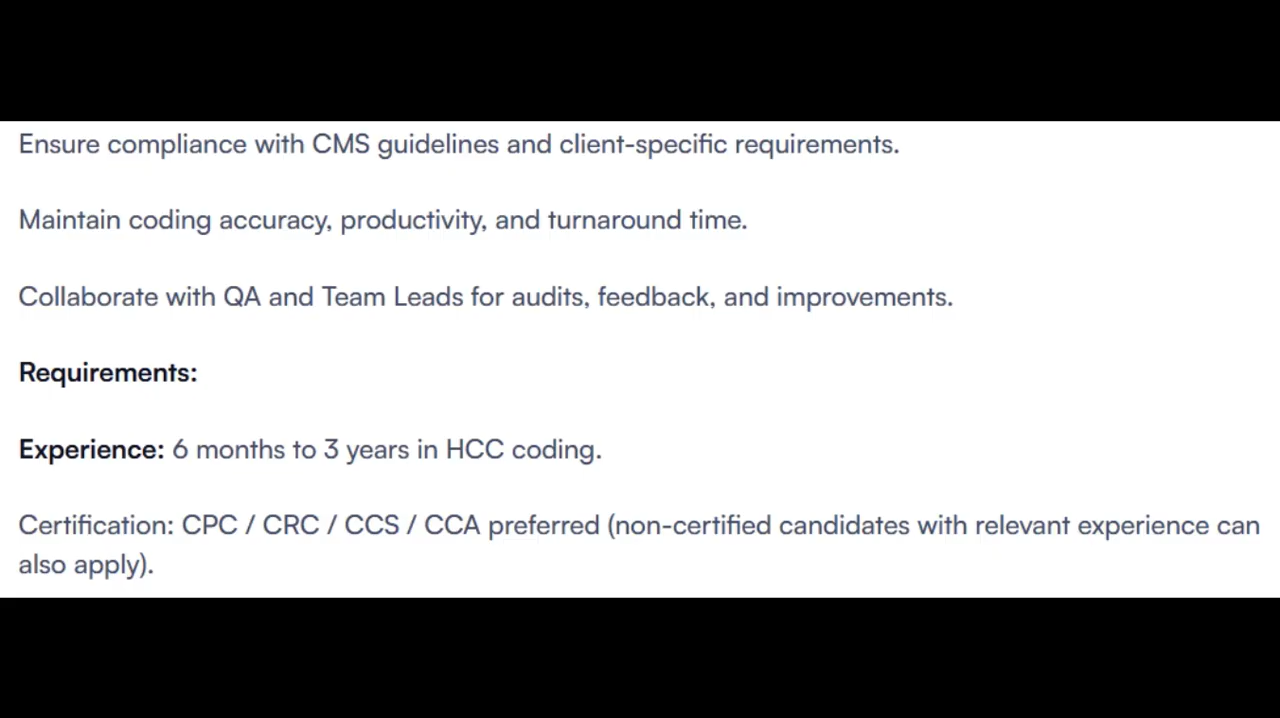 Ensure compliance with CMS guidelines and client-specific requirements.
Maintain coding accuracy, productivity, and turnaround time.
Collaborate with QA and Team Leads for audits, feedback, and improvements.
Requirements:
Experience: 6 months to 3 years in HCC coding.
Certification: CPC / CRC / CCS / CCA preferred (non-certified candidates with relevant experience can
also apply).